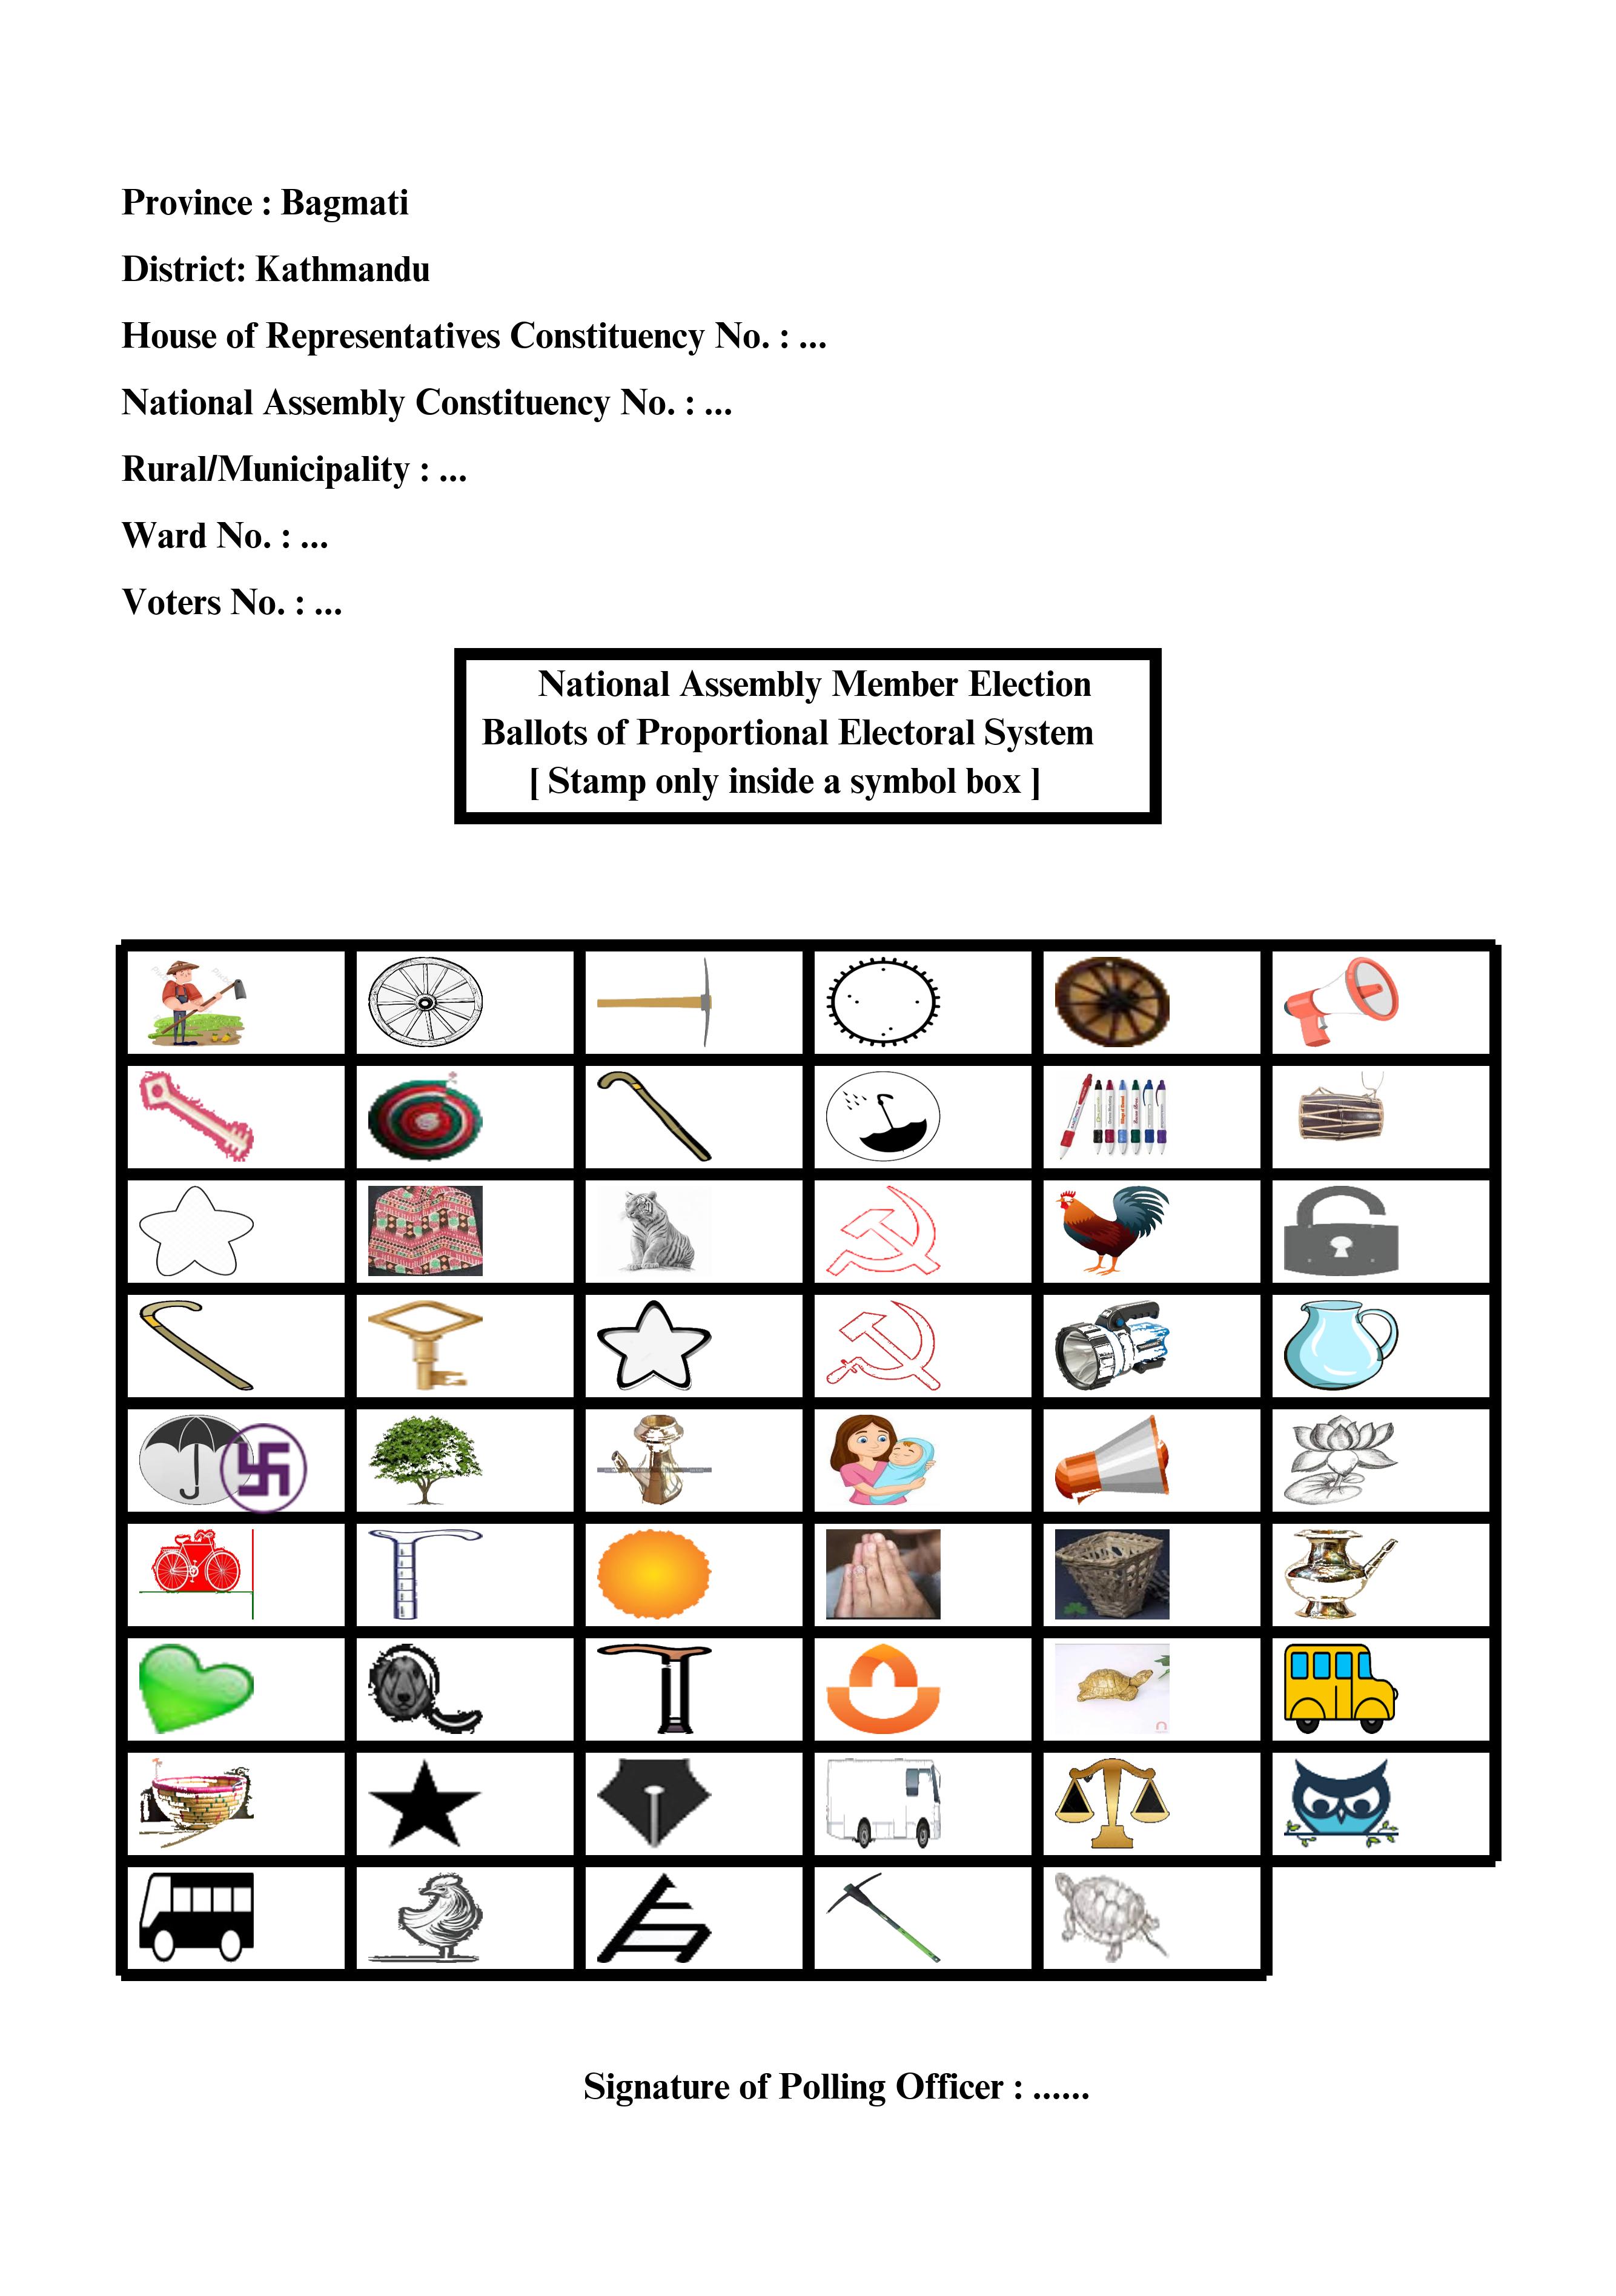 Province : Bagmati
District: Kathmandu
House of Representatives Constituency No. : ...
National Assembly Constituency No. : ...
Rural/Municipality : ...
Ward No. : ...
Voters No. : ...
National Assembly Member Election
Ballots of Proportional Electoral System
[ Stamp only inside a symbol box ]
Signature of Polling Officer : ......